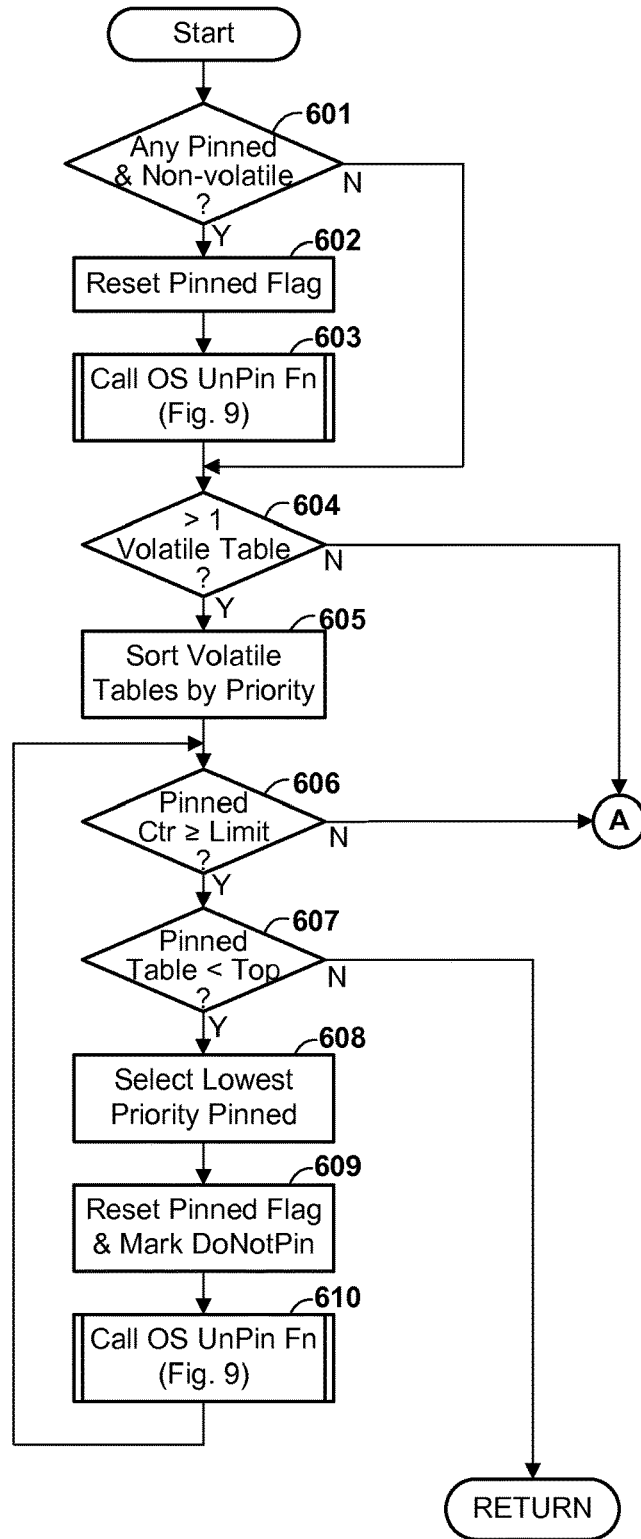 Start
601
Any Pinned
& Non-volatile
?
N
Y
602
Reset Pinned Flag
603
Call OS UnPin Fn
(Fig. 9)
604
> 1
Volatile Table
?
N
Y
605
Sort Volatile
Tables by Priority
606
Pinned
Ctr ≥ Limit
?
N
A
Y
607
Pinned
Table < Top
?
N
Y
608
Select Lowest
Priority Pinned
609
Reset Pinned Flag
& Mark DoNotPin
610
Call OS UnPin Fn
(Fig. 9)
RETURN